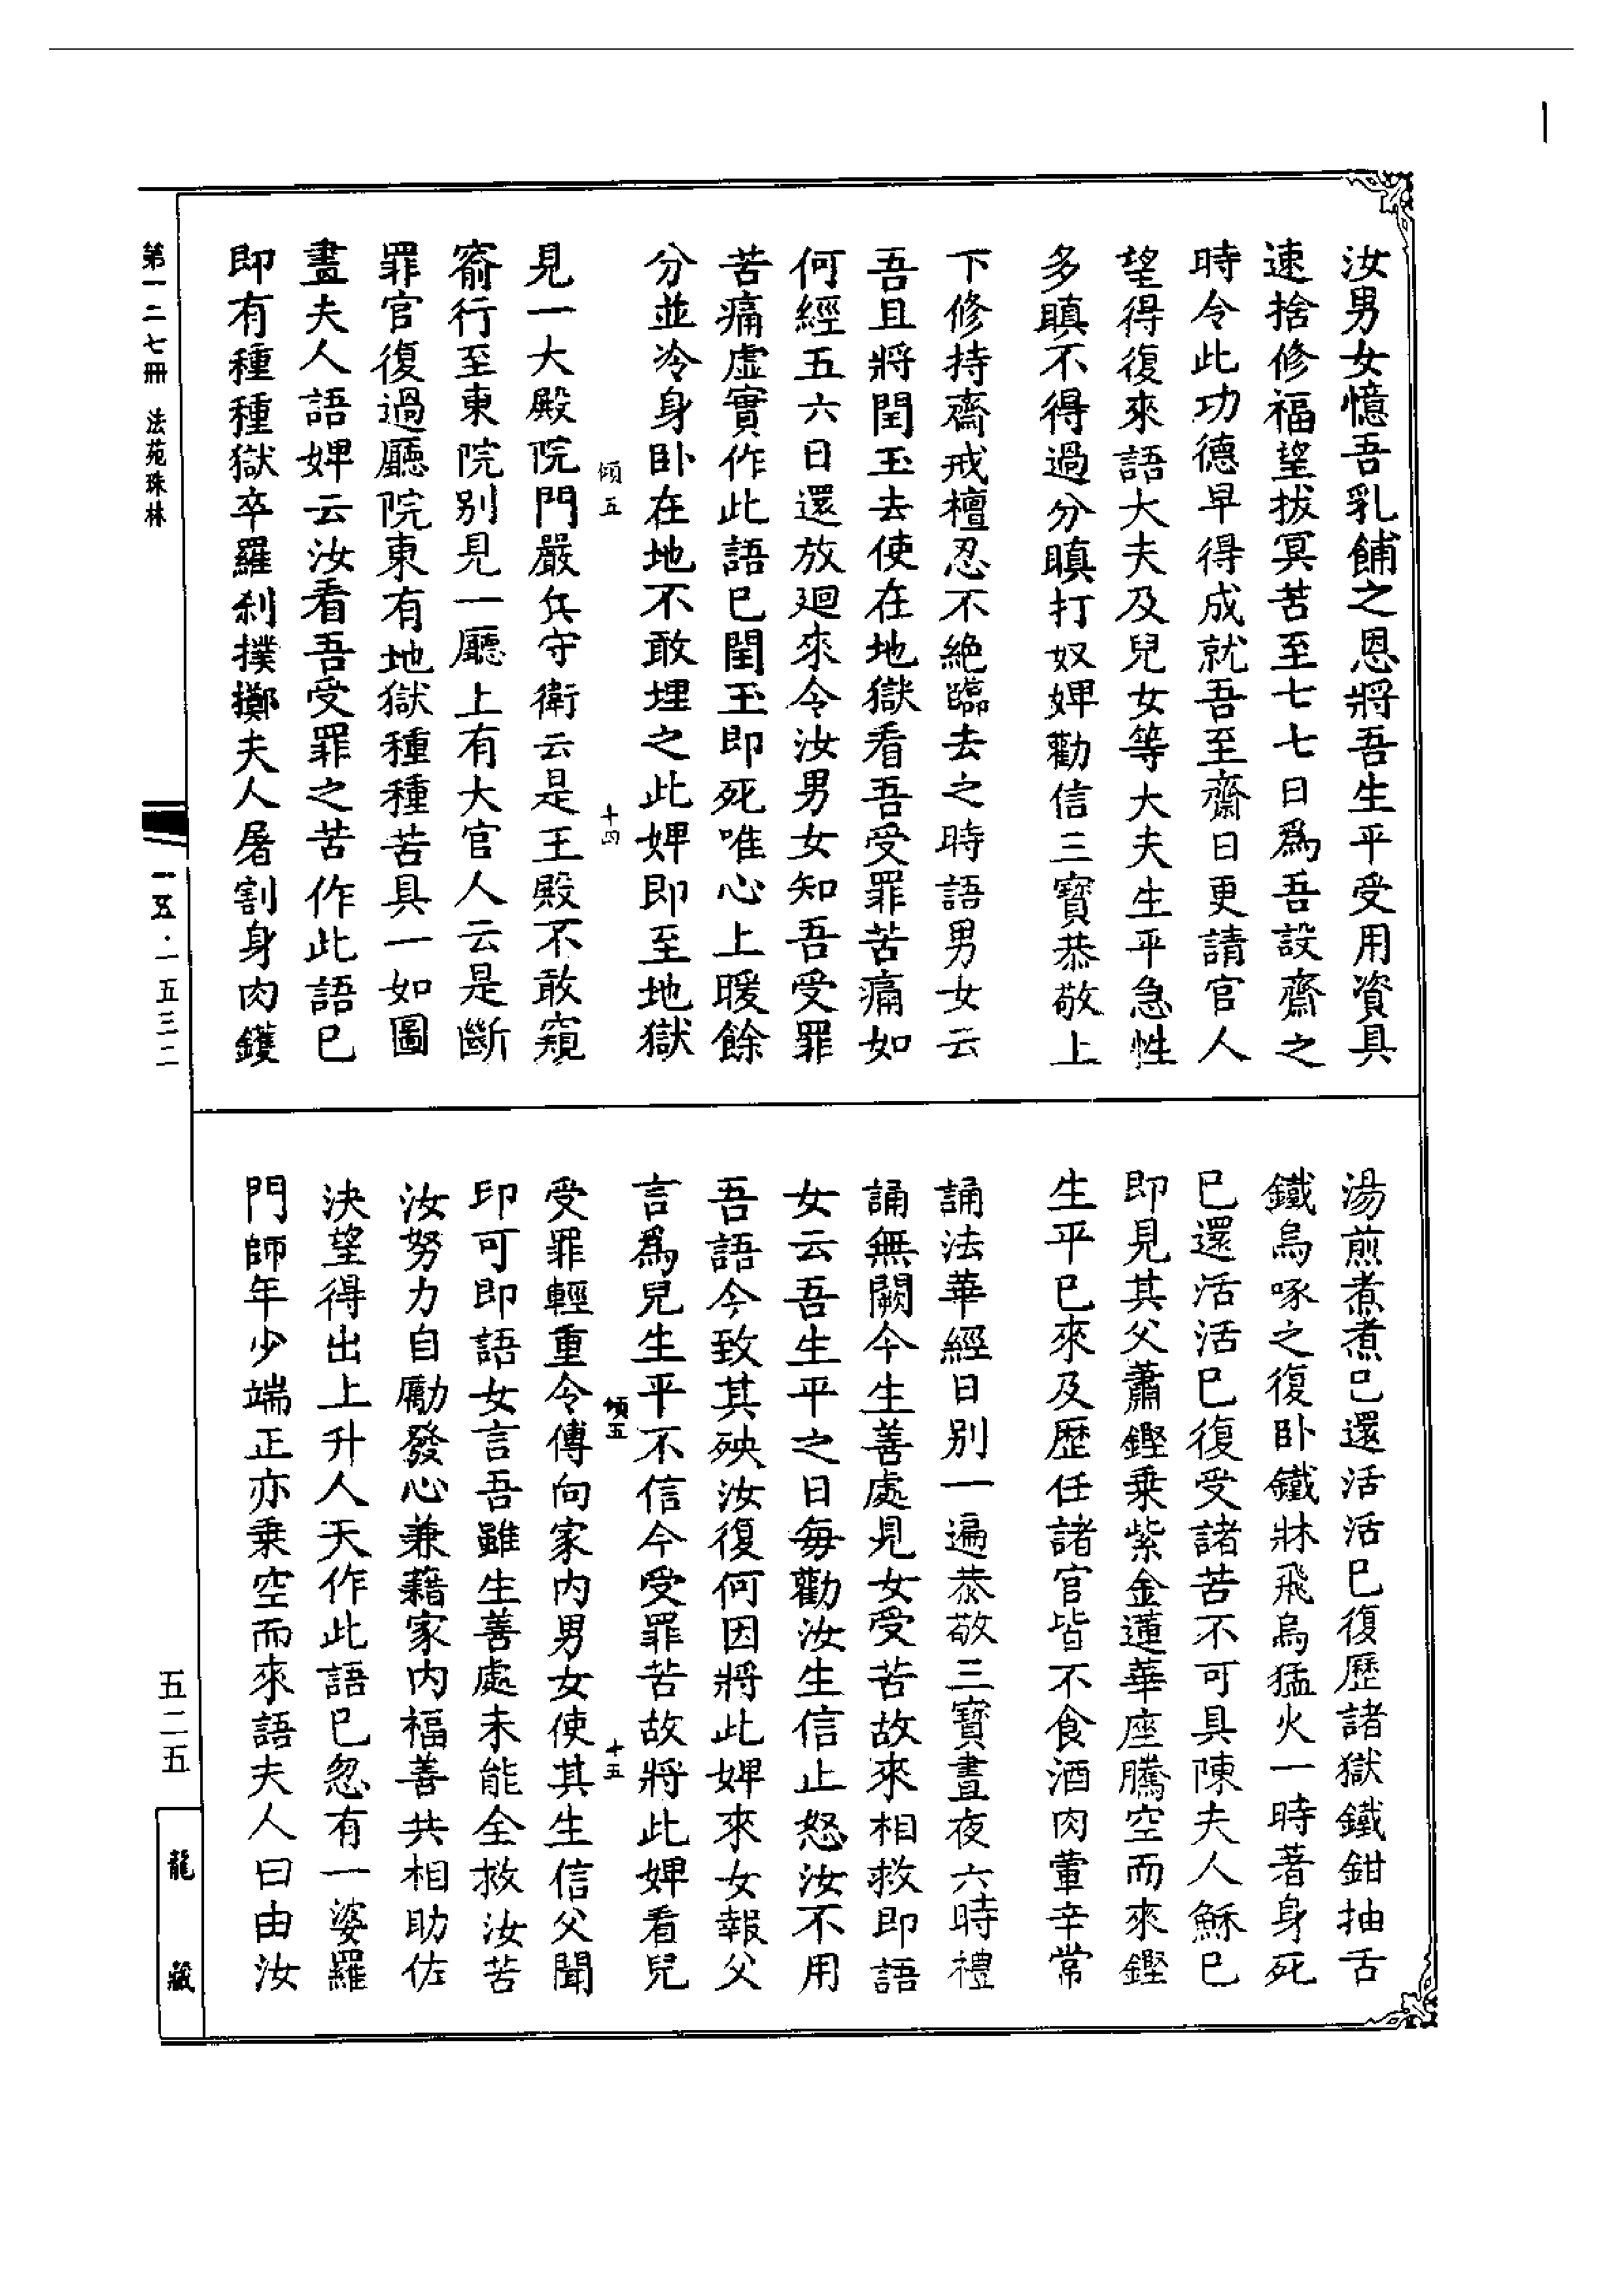 汝男女憶吾乳餔之恩將吾生平受用資具
速捨修福望拔冥苦至七七日爲吾設齋之
時令此功德早得成就吾至齋日更請官人
望得復來語大夫及兒女等大夫生平急性
多瞋不得過分瞋打奴婢勸信三寶恭敬上
下修持齋戒檀忍不絶臨去之時語男女云
吾且將閏玉去使在地獄看吾受罪苦痛如
何經五六日還放迴來令汝男女知吾受罪
苦痛虛實作此語已閏玉即死唯心上暖餘
分並冷身卧在地不敢埋之此婢即至地獄
傾五 十四
見一大殿院門嚴兵守衛云是王殿不敢窺
窬行至東院別見一廳上有大官人云是斷
罪官復過廳院東有地獄種種苦具一如圖
畫夫人語婢云汝看吾受罪之苦作此語已
即有種種獄卒羅刹撲擲夫人屠割身肉鑊
湯煎煮煮已還活活已復歷諸獄鐵鉗抽舌
鐵烏啄之復卧鐵牀飛烏猛火一時著身死
已還活活已復受諸苦不可具陳夫人穌已
即見其父蕭鏗乗紫金蓮華座騰空而來鏗
生平已來及歷任諸官皆不食酒肉葷辛常
誦法華經日別一遍恭敬三寶晝夜六時禮
誦無闕今生善處見女受苦故來相救即語
女云吾生平之日每勸汝生信止怒汝不用
吾語今致其殃汝復何因將此婢來女報父
言爲兒生平不信今受罪苦故將此婢看兒
傾五 十五
受罪輕重令傳向家內男女使其生信父聞
印可即語女言吾雖生善處未能全救汝苦
汝努力自勵發心兼藉家內福善共相助佐
決望得出上升人天作此語已忽有一婆羅
門師年少端正亦乗空而來語夫人曰由汝
第一二七冊 法苑珠林
一五·一五三二
五二五
龍藏